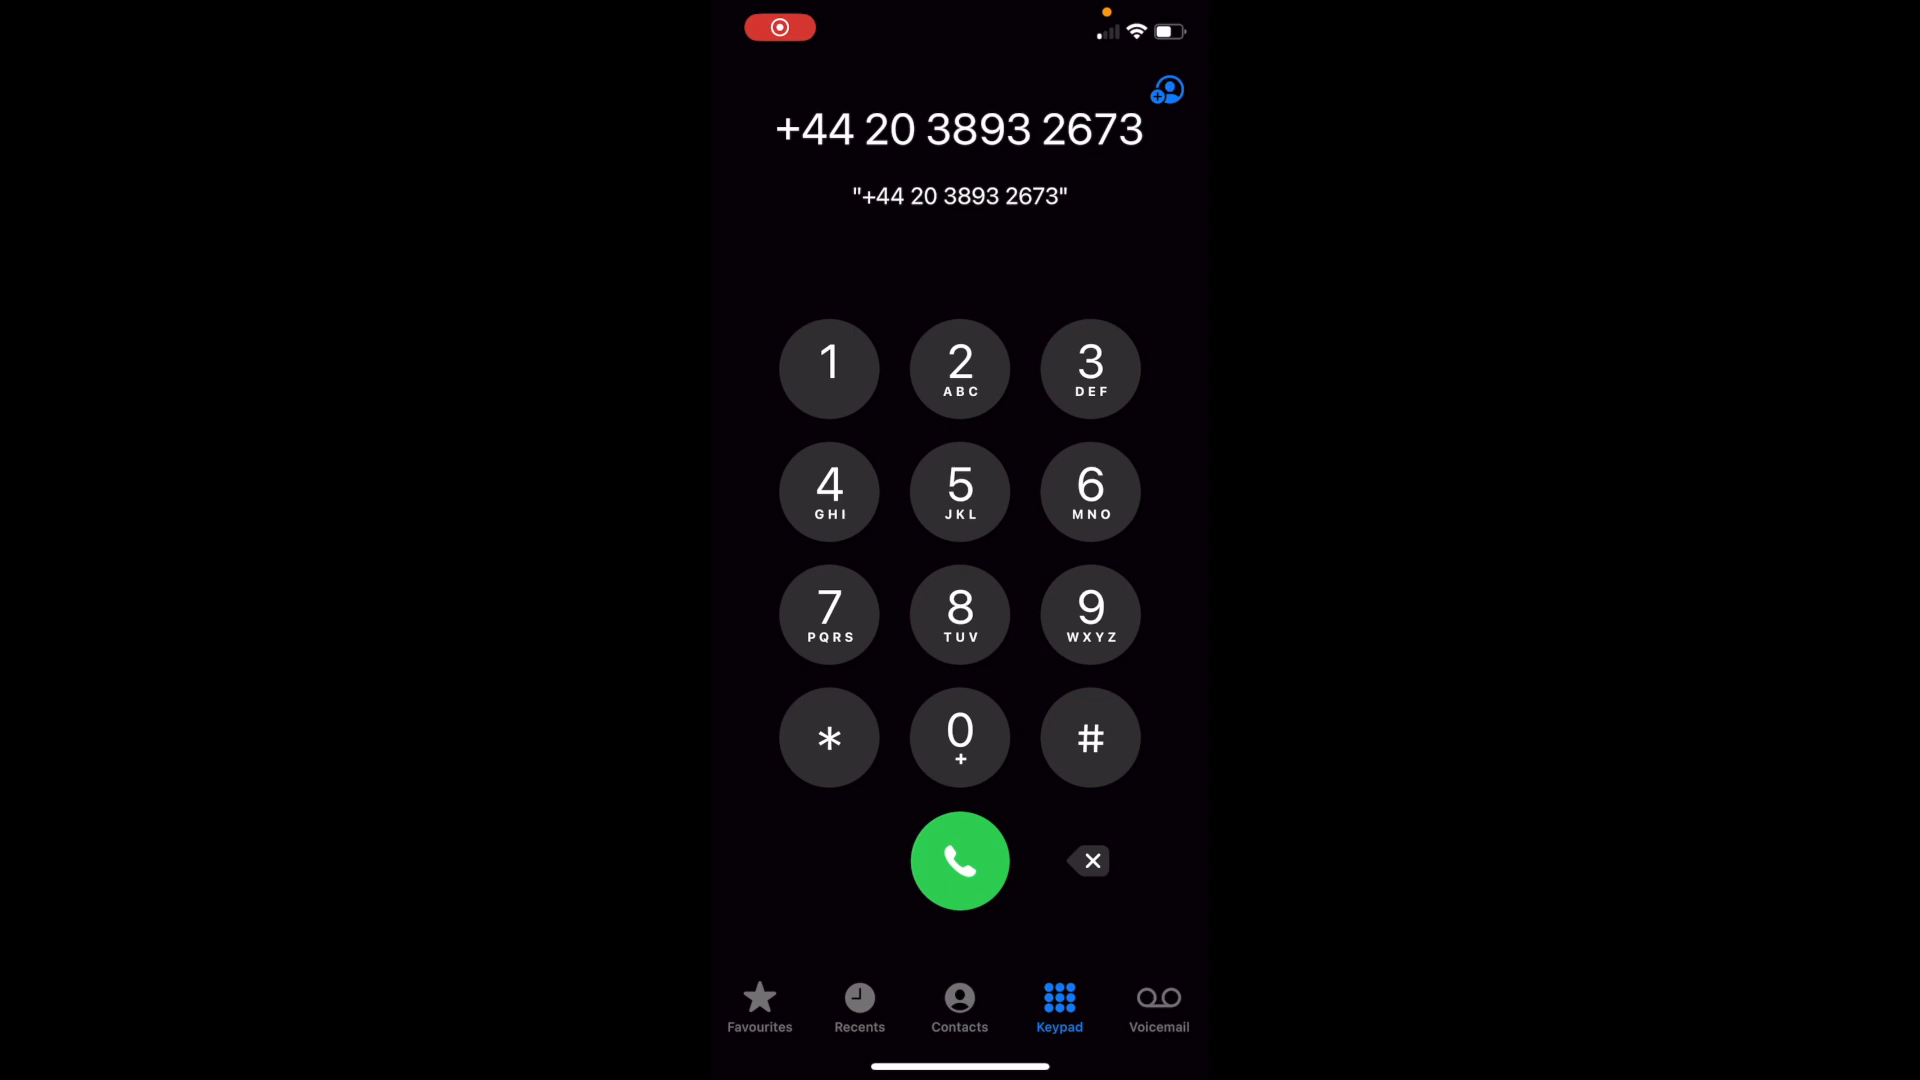 +44 20 3893 2673
"+44 20 3893 2673"
1
2
ABC
3
DEF
4
GHI
5
JKL
6
MNO
7
PQRS
8
TUV
9
WXYZ
*
0
+
#
Favourites
Recents
Contacts
Keypad
Voicemail